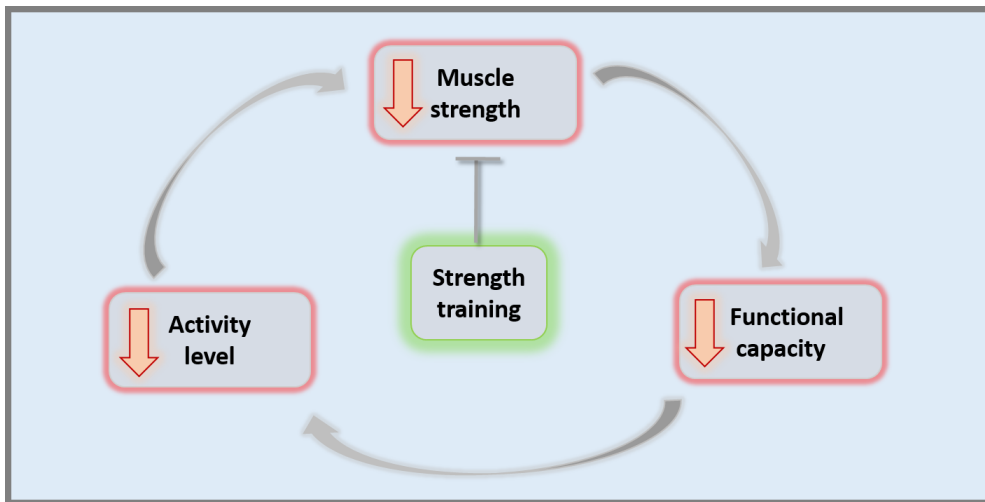 Muscle
strength
Strength
training
Activity
level
Functional
capacity